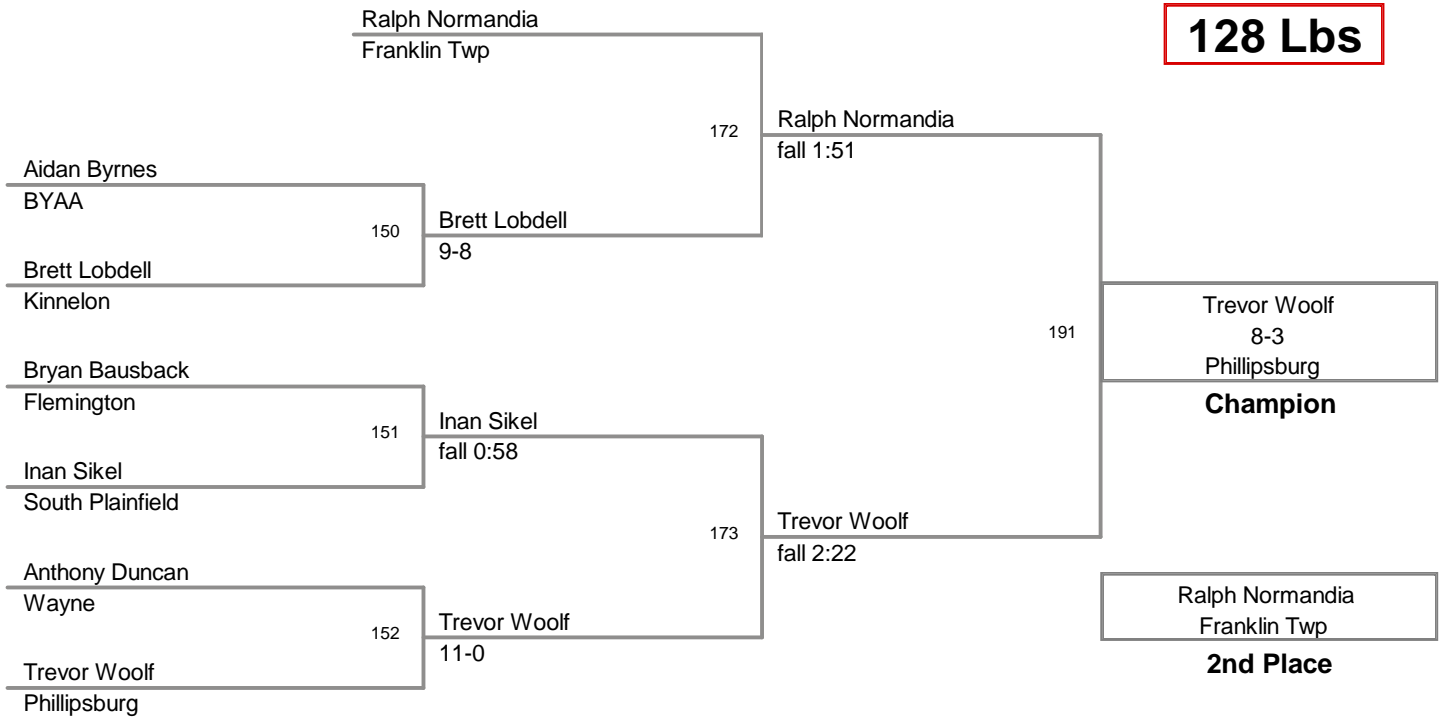 Ralph Normandia
Franklin Twp
128 Lbs
172
Ralph Normandia
fall 1:51
Aidan Byrnes
BYAA
150
Brett Lobdell
9-8
Brett Lobdell
Kinnelon
191
Trevor Woolf
8-3
Phillipsburg
Champion
Bryan Bausback
Flemington
151
Inan Sikel
fall 0:58
Inan Sikel
South Plainfield
173
Trevor Woolf
fall 2:22
Anthony Duncan
Wayne
152
Trevor Woolf
11-0
Trevor Woolf
Phillipsburg
Ralph Normandia
Franklin Twp
2nd Place